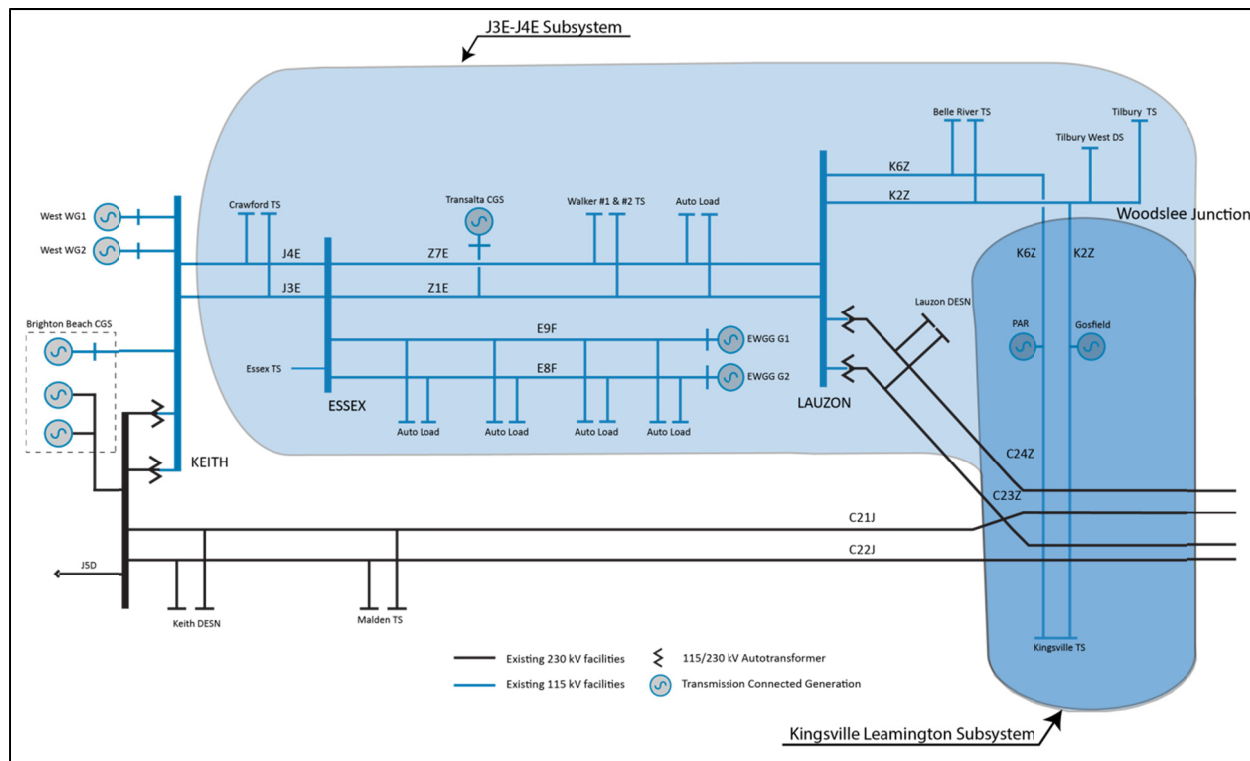 J3E-J4E Subsystem
Belle River TS
Tilbury TS
Tilbury West DS
K6Z
K2Z
Woodslee Junction
West WG1
West WG2
Crawford TS
Transalta CGS
Walker #1 & #2 TS
Auto Load
J4E
Z7E
J3E
Z1E
K6Z
K2Z
Lauzon DESN
Brighton Beach CGS
PAR
Gosfield
E9F
EWGG G1
Essex TS
E8F
EWGG G2
ESSEX
LAUZON
Auto Load
Auto Load
Auto Load
Auto Load
KEITH
C24Z
C23Z
C21J
C22J
J5D
Keith DESN
Malden TS
Kingsville TS
Existing 230 kV facilities
115/230 kV Autotransformer
Existing 115 kV facilities
Transmission Connected Generation
Kingsville Leamington Subsystem